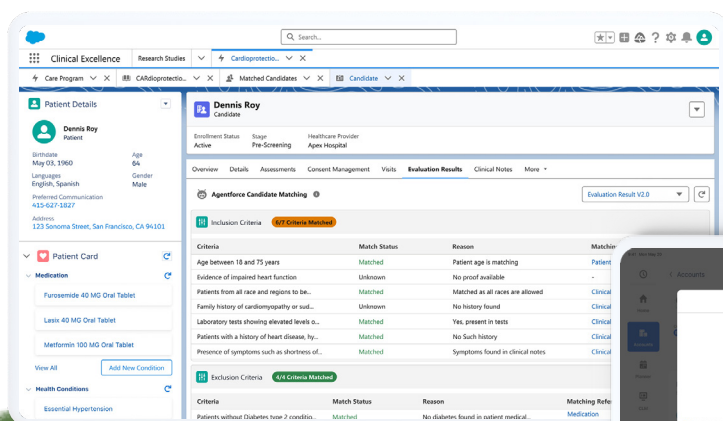 Search...
Clinical Excellence
Research Studies
Cardioprotectio...
Care Program
CARdioprotectio...
Matched Candidates
Candidate
Patient Details
Dennis Roy
Patient
Birthdate
Age
May 03, 1960
64
Languages
Gender
English, Spanish
Male
Preferred Communication
415-627-1827
Address
123 Sonoma Street, San Francisco, CA 94101
Patient Card
Medication
Furosemide 40 MG Oral Tablet
Lasix 40 MG Oral Tablet
Metformin 100 MG Oral Tablet
View All
Add New Condition
Health Conditions
Essential Hypertension
Dennis Roy
Candidate
Enrollment Status
Stage
Healthcare Provider
Active
Pre-Screening
Apex Hospital
Overview Details Assessments Consent Management Visits Evaluation Results Clinical Notes More
Agentforce Candidate Matching
Evaluation Result V2.0
Inclusion Criteria
6/7 Criteria Matched
Criteria Match Status Reason Matchin
Age between 18 and 75 years Matched Patient age is matching Patient
Evidence of impaired heart function Unknown No proof available -
Patients from all race and regions to be... Matched Matched as all races are allowed Clinical
Family history of cardiomyopathy or sud... Unknown No history found Clinical
Laboratory tests showing elevated levels o... Matched Yes, present in tests Clinical
Patients with a history of heart disease, hy... Matched No Such history Clinical
Presence of symptoms such as shortness of... Matched Symptoms found in clinical notes Clinical
Exclusion Criteria
4/4 Criteria Matched
Criteria Match Status Reason Matching Refe
Patients without Diabetes type 2 conditio... Matched No diabetes found in patient medical... Medication
Accounts
Home